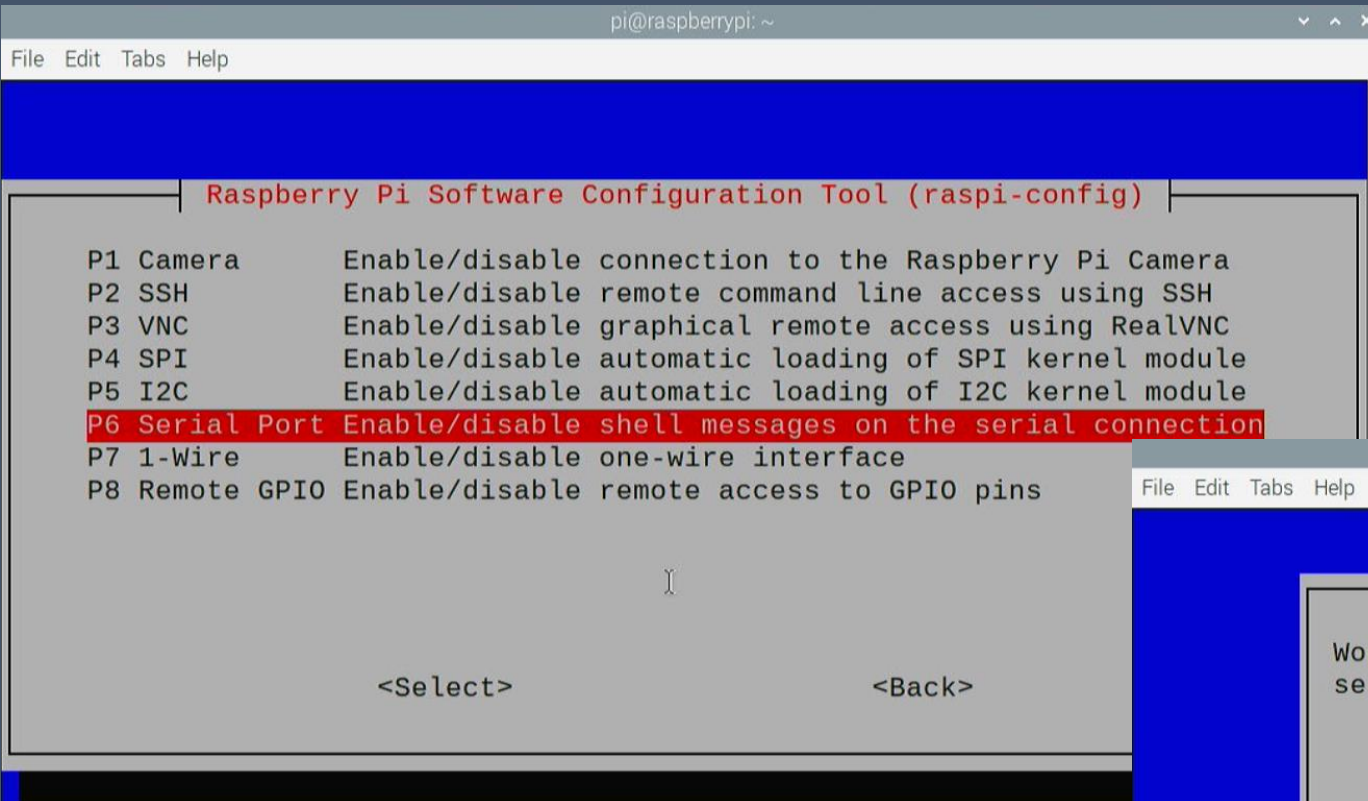 pi@raspberrypi: ~
File Edit Tabs Help
Raspberry Pi Software Configuration Tool (raspi-config)
P1 Camera Enable/disable connection to the Raspberry Pi Camera
P2 SSH Enable/disable remote command line access using SSH
P3 VNC Enable/disable graphical remote access using RealVNC
P4 SPI Enable/disable automatic loading of SPI kernel module
P5 I2C Enable/disable automatic loading of I2C kernel module
P6 Serial Port Enable/disable shell messages on the serial connection
P7 1-Wire Enable/disable one-wire interface
P8 Remote GPIO Enable/disable remote access to GPIO pins
<Select> <Back>
File Edit Tabs Help
Wo
se